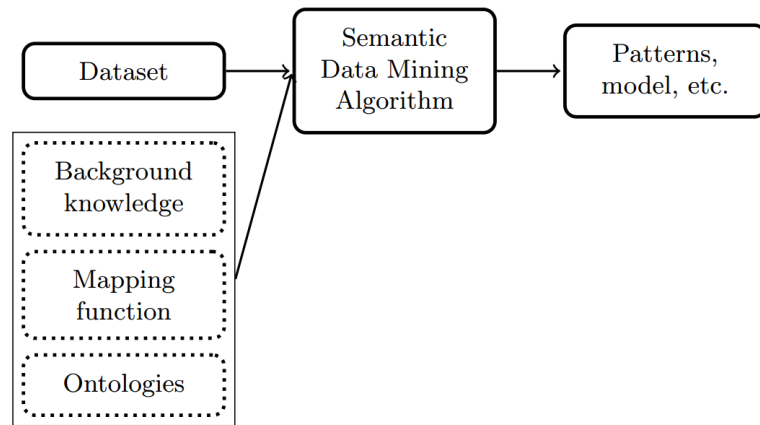 Dataset
Semantic
Data Mining
Algorithm
Patterns,
model, etc.
Background
knowledge
Mapping
function
Ontologies